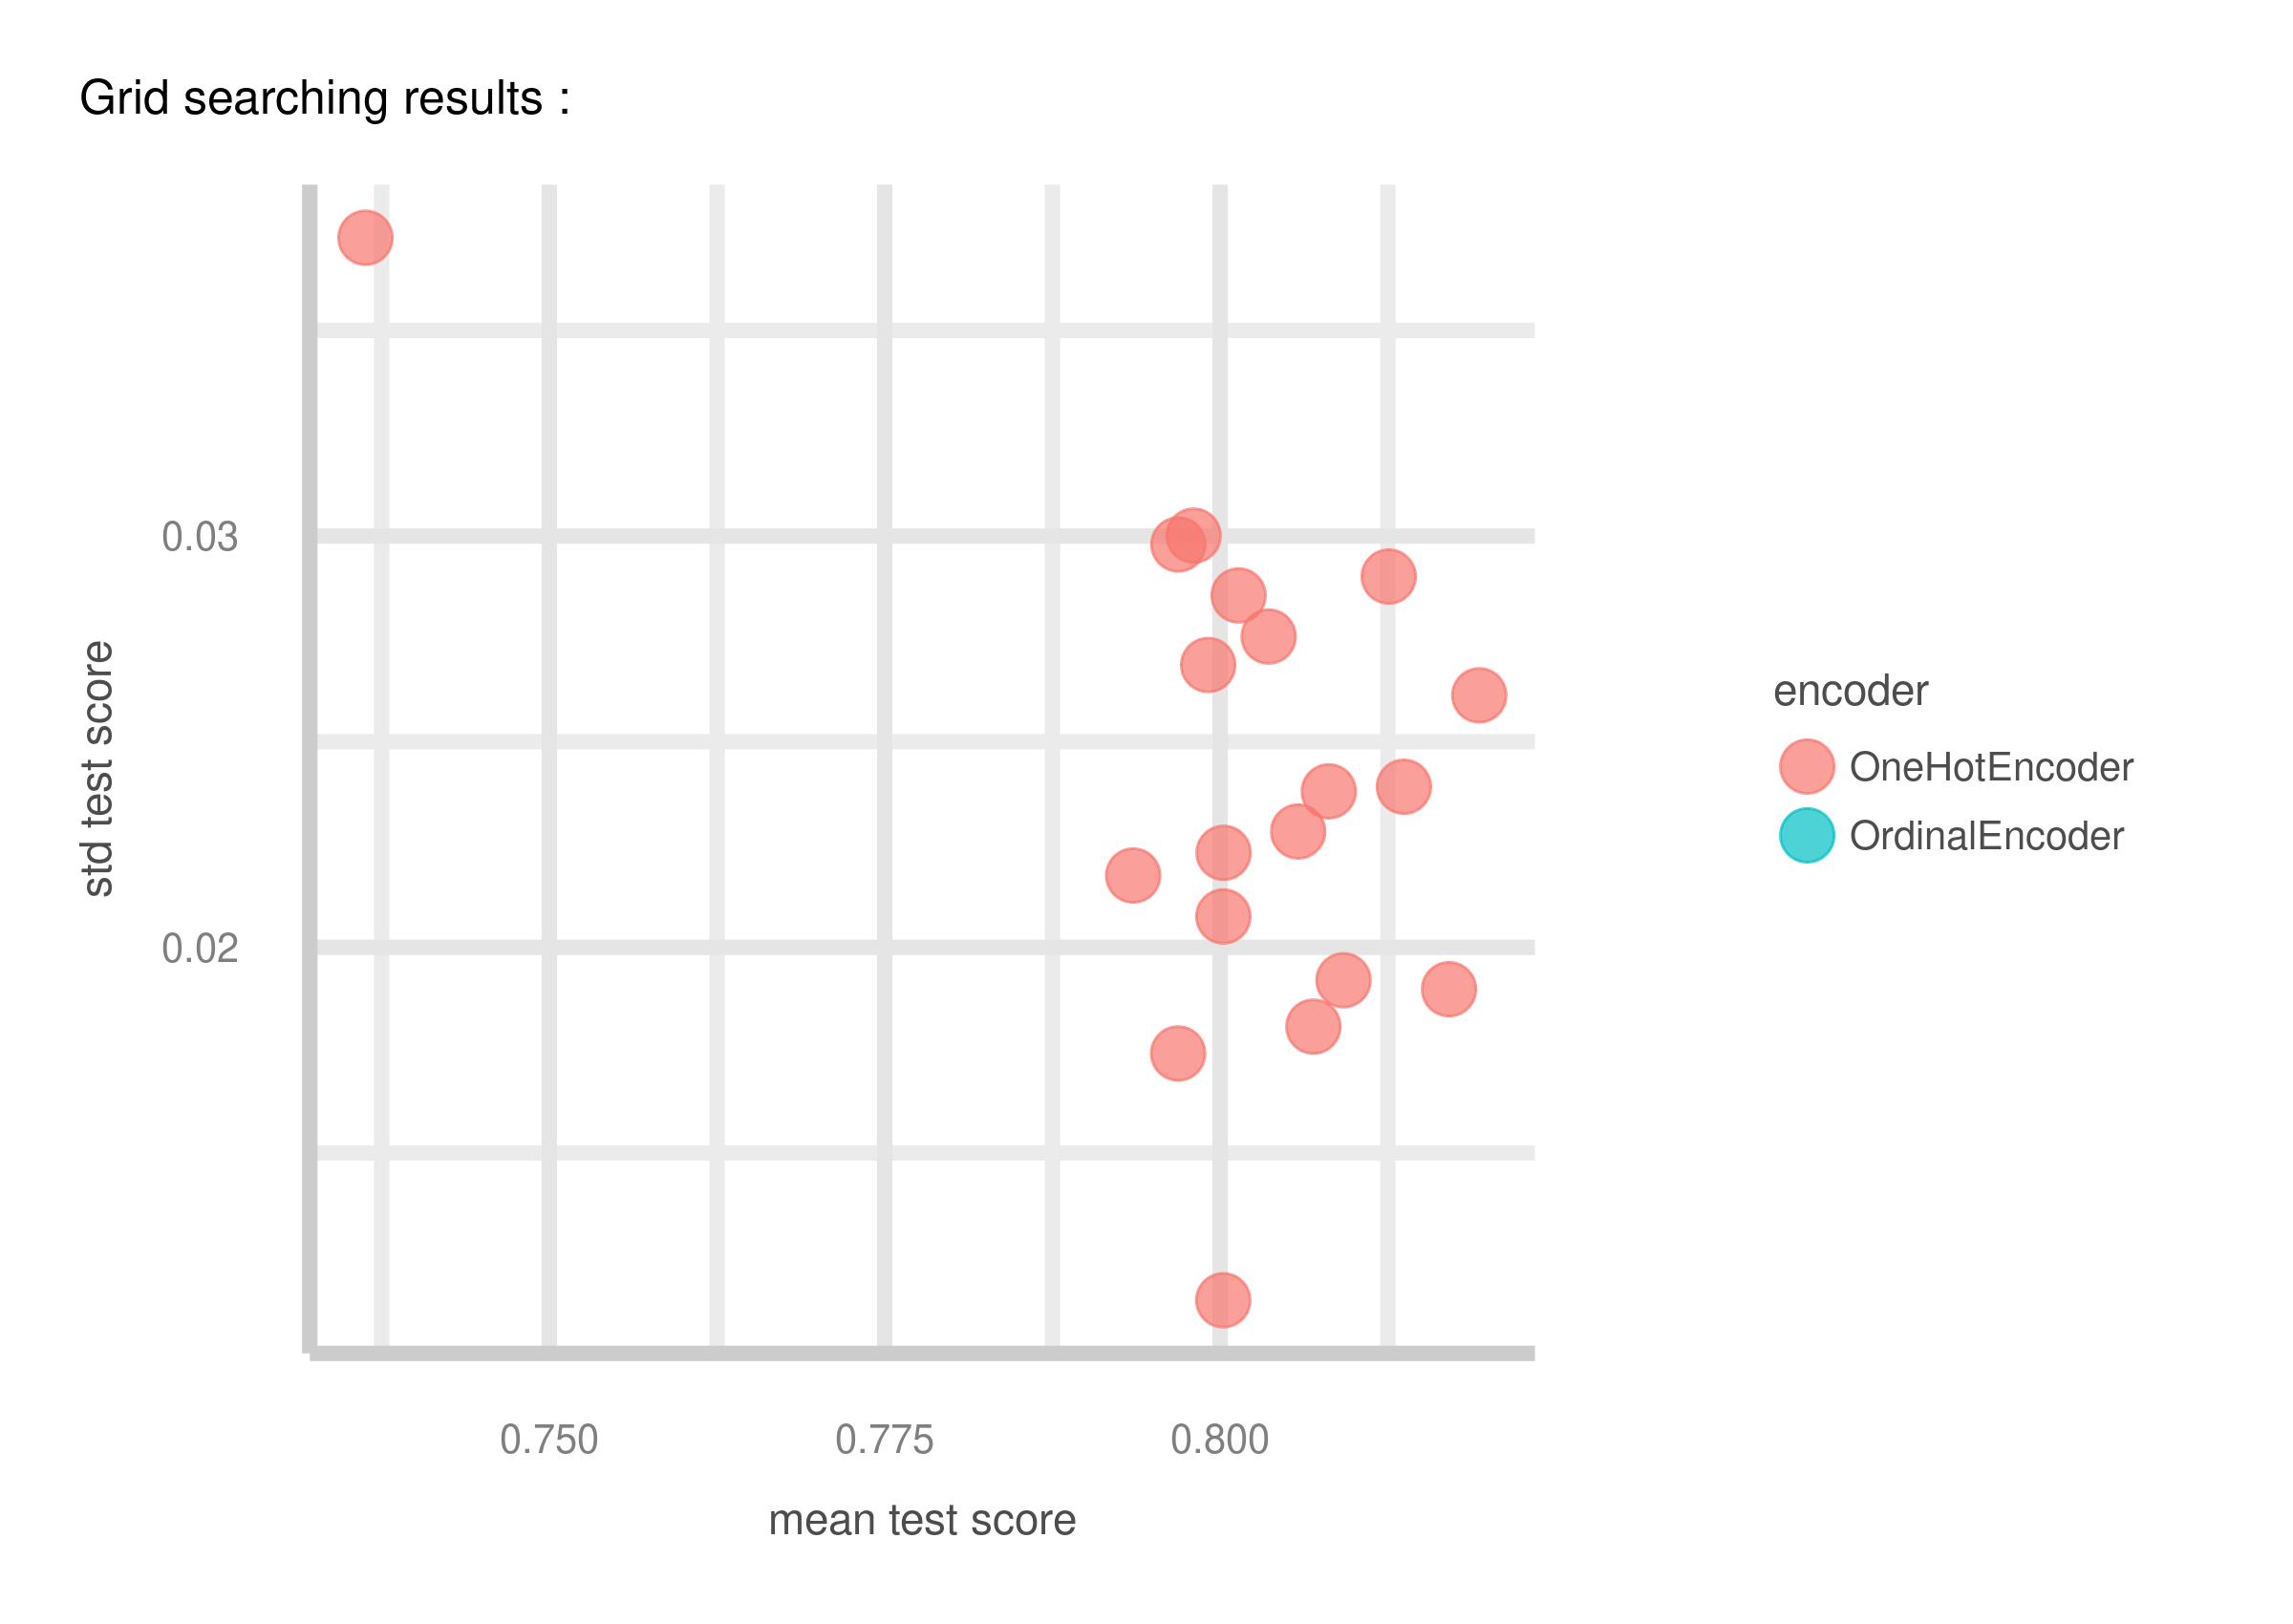 Grid searching results :
0.03
0.02
std test score
0.750 0.775 0.800
mean test score
encoder
OneHotEncoder
OrdinalEncoder